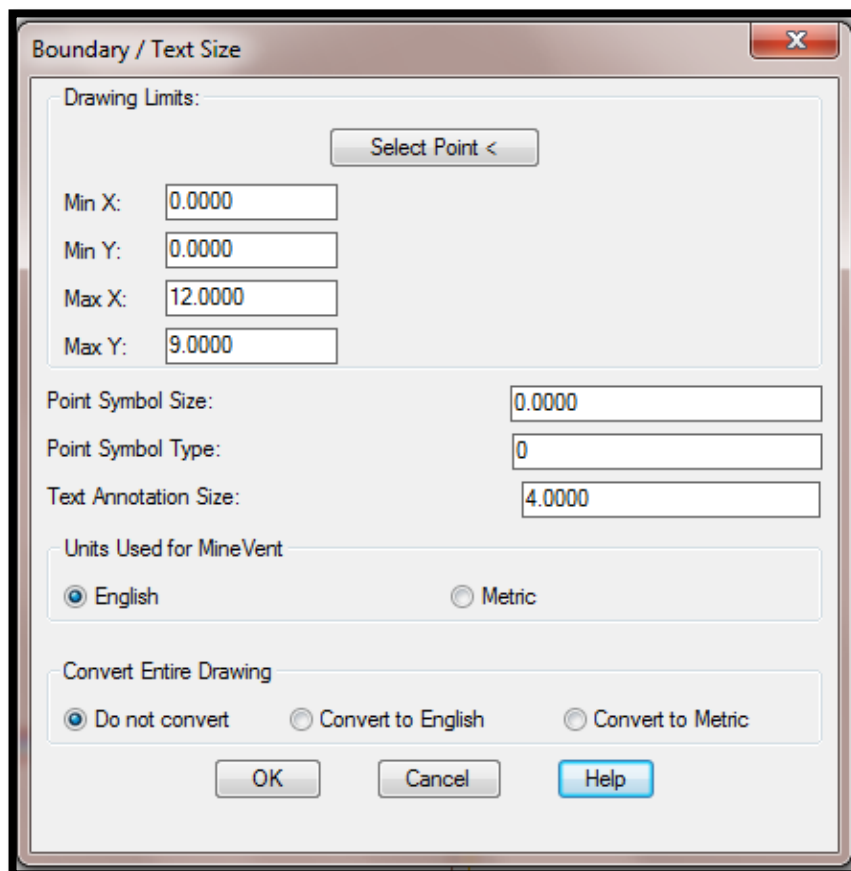 Boundary / Text Size
Drawing Limits:
Select Point <
Min X: 0.0000
Min Y: 0.0000
Max X: 12.0000
Max Y: 9.0000
Point Symbol Size: 0.0000
Point Symbol Type: 0
Text Annotation Size: 4.0000
Units Used for MineVent
English Metric
Convert Entire Drawing
Do not convert Convert to English Convert to Metric
OK Cancel Help